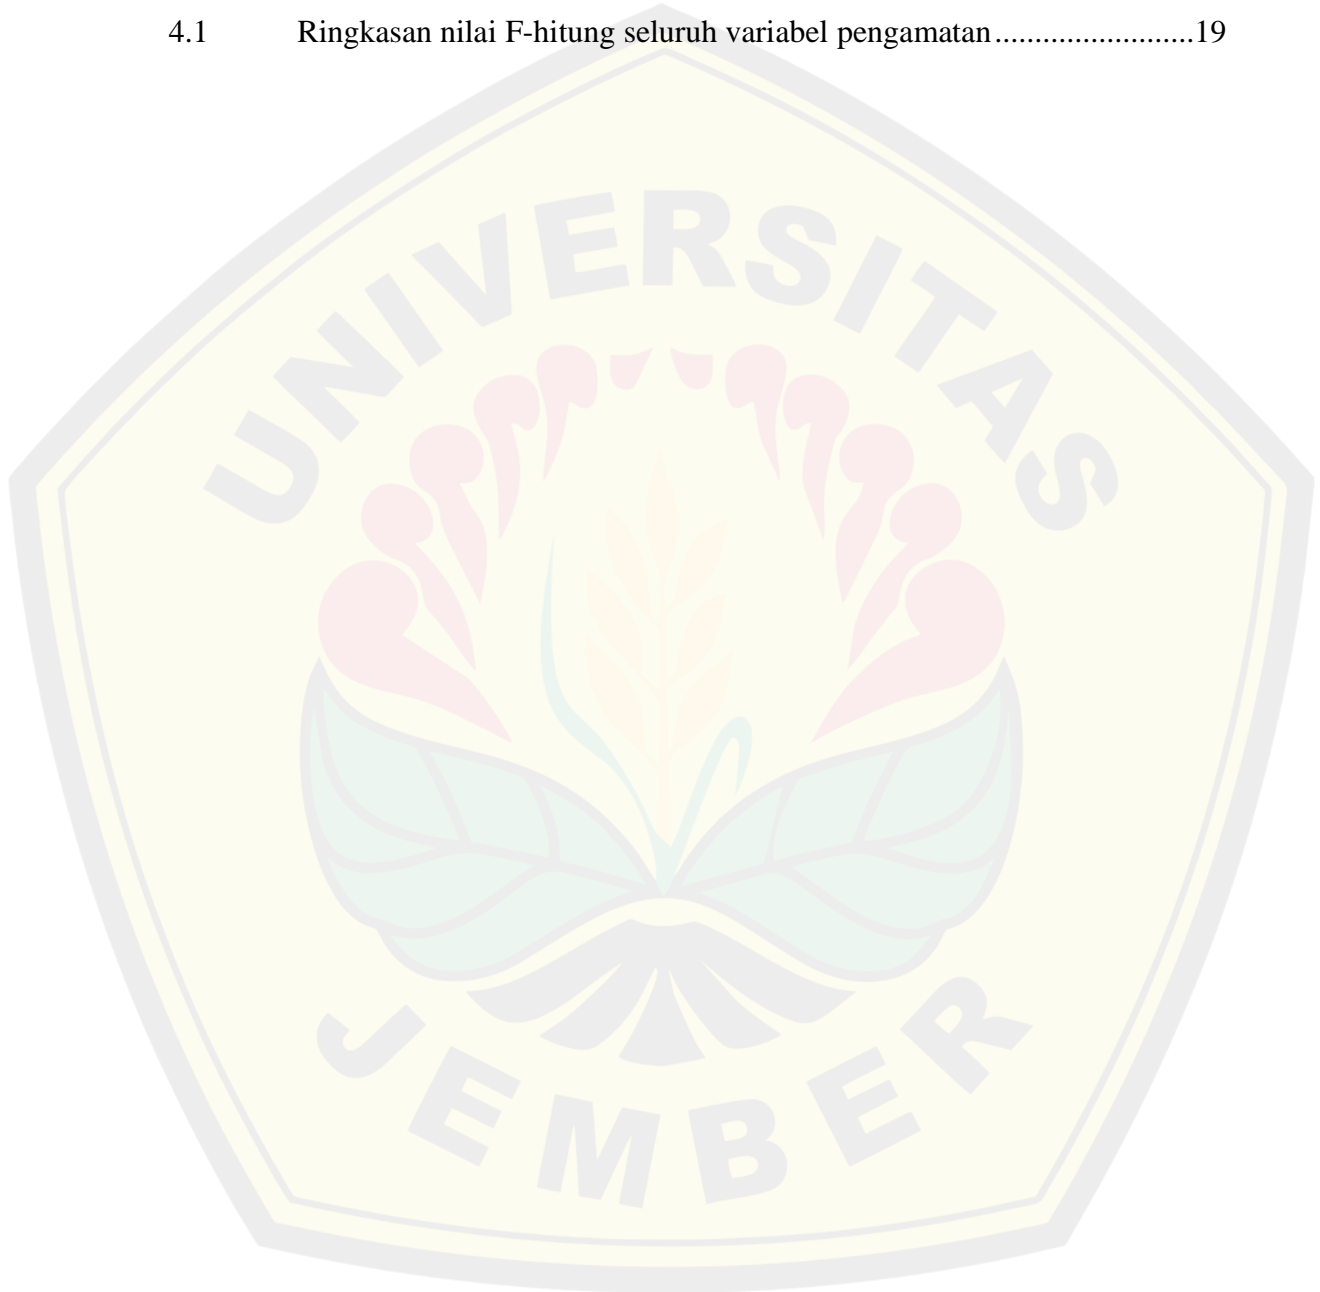 4.1 Ringkasan nilai F-hitung seluruh variabel pengamatan.........................19
UNIVERSITAS
JEMBER